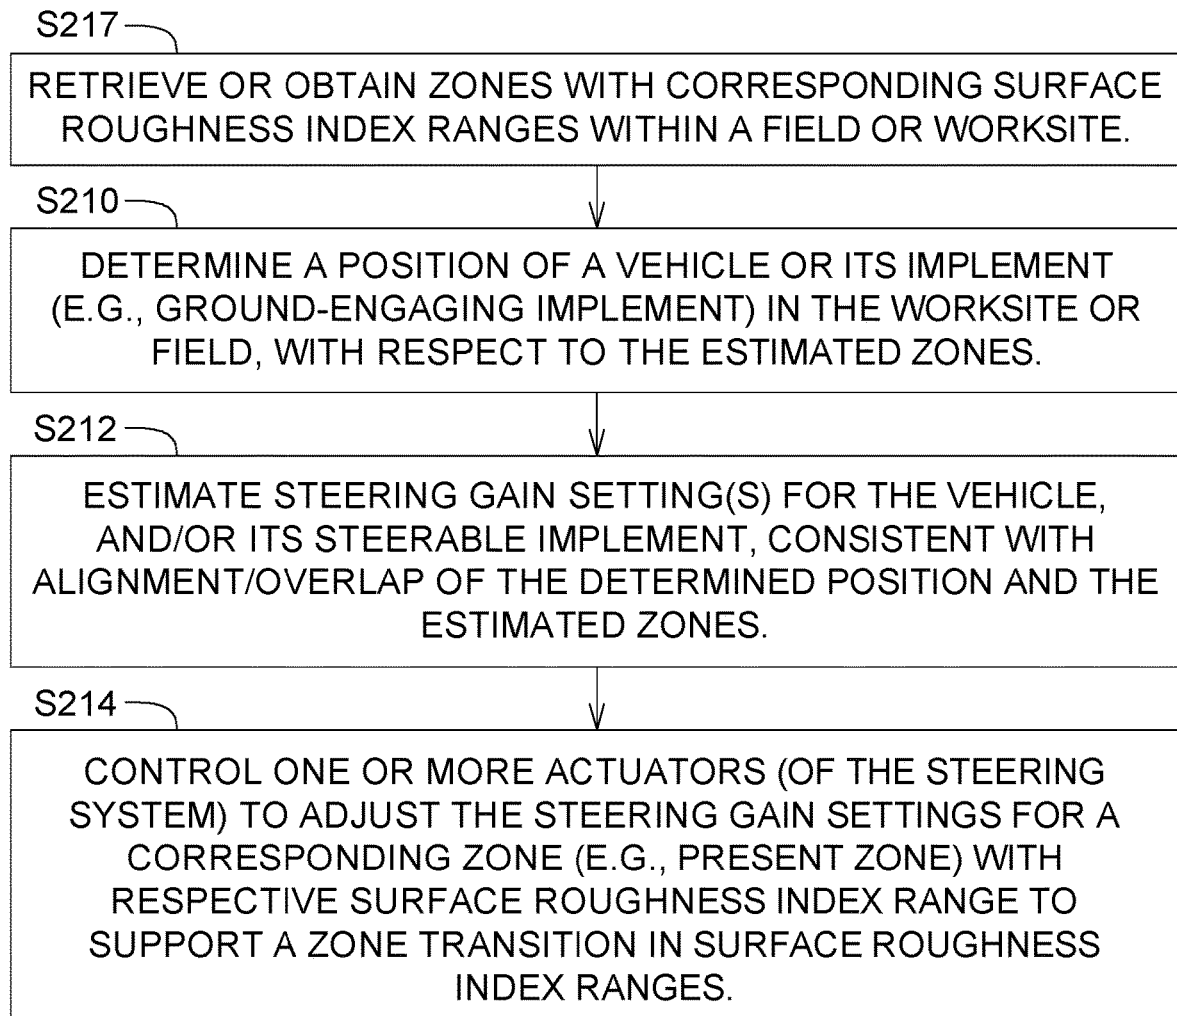 S217
RETRIEVE OR OBTAIN ZONES WITH CORRESPONDING SURFACE
ROUGHNESS INDEX RANGES WITHIN A FIELD OR WORKSITE.
S210
DETERMINE A POSITION OF A VEHICLE OR ITS IMPLEMENT
(E.G., GROUND-ENGAGING IMPLEMENT) IN THE WORKSITE OR
FIELD, WITH RESPECT TO THE ESTIMATED ZONES.
S212
ESTIMATE STEERING GAIN SETTING(S) FOR THE VEHICLE,
AND/OR ITS STEERABLE IMPLEMENT, CONSISTENT WITH
ALIGNMENT/OVERLAP OF THE DETERMINED POSITION AND THE
ESTIMATED ZONES.
S214
CONTROL ONE OR MORE ACTUATORS (OF THE STEERING
SYSTEM) TO ADJUST THE STEERING GAIN SETTINGS FOR A
CORRESPONDING ZONE (E.G., PRESENT ZONE) WITH
RESPECTIVE SURFACE ROUGHNESS INDEX RANGE TO
SUPPORT A ZONE TRANSITION IN SURFACE ROUGHNESS
INDEX RANGES.